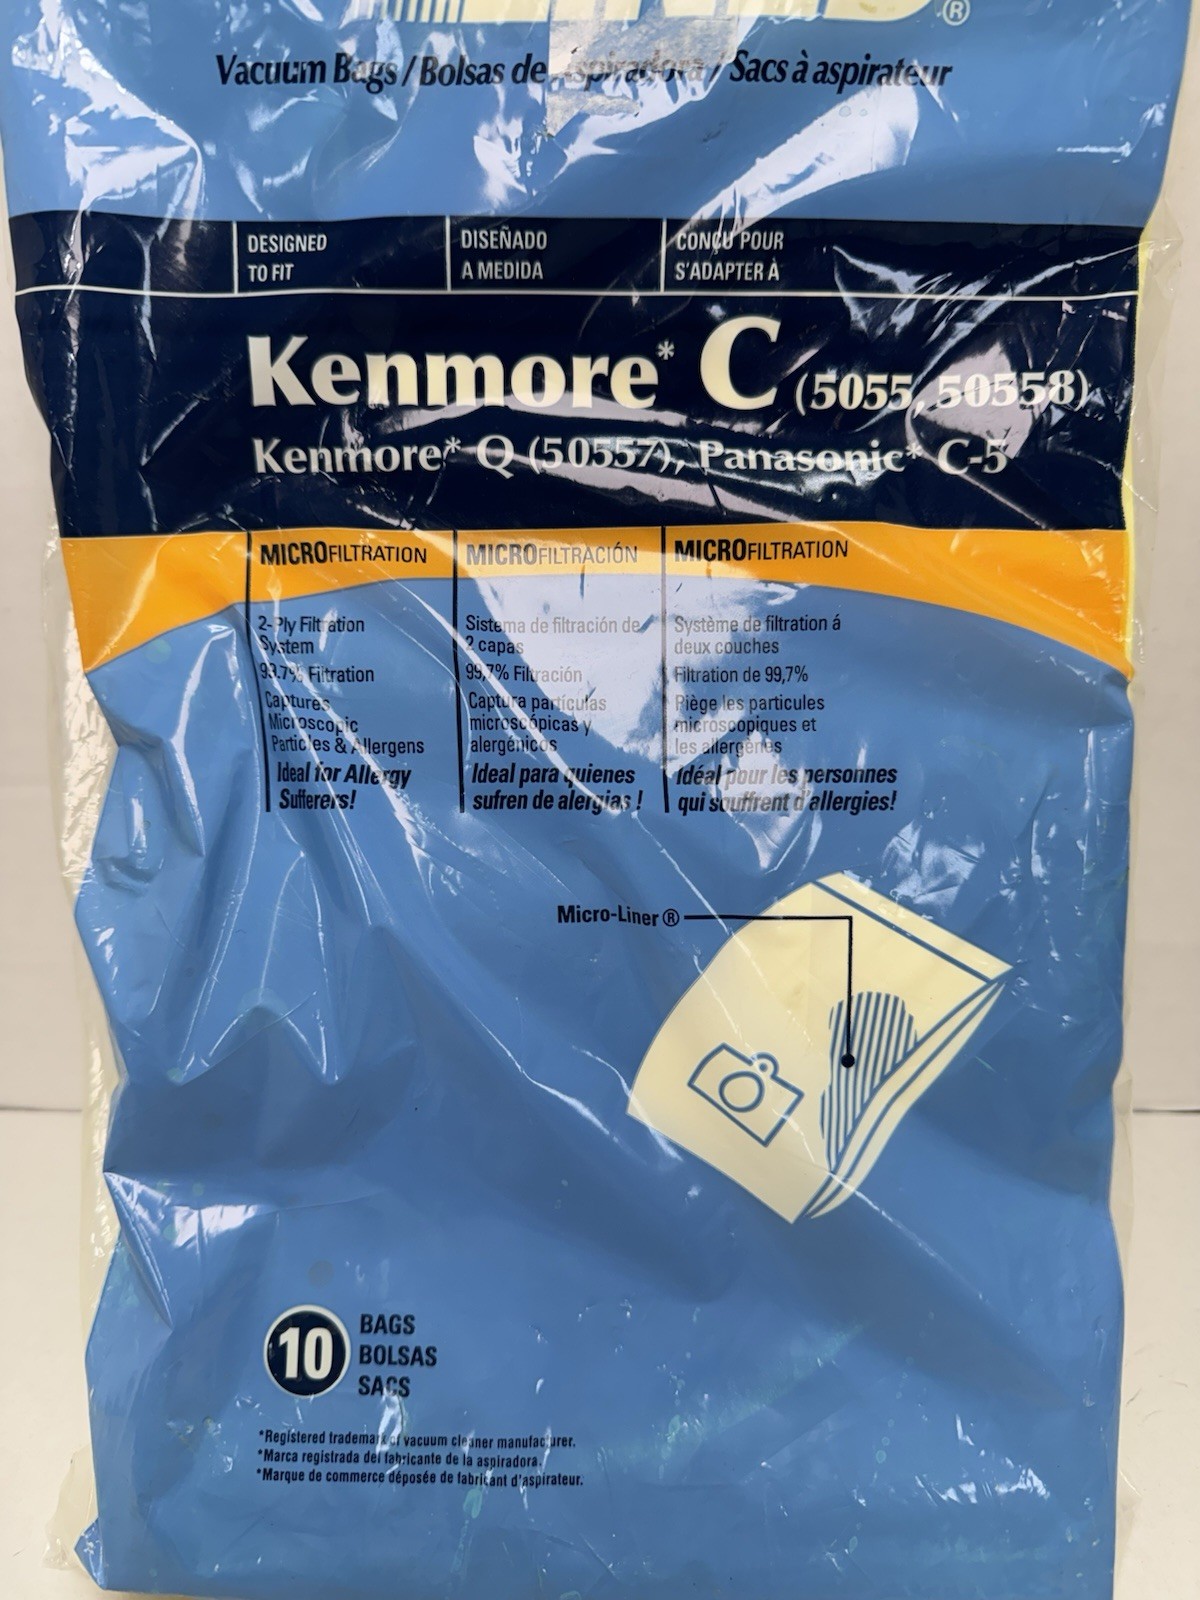 ®
Vacuum Bags / Bolsas de Aspiradora / Sacs à aspirateur
DESIGNED
TO FIT
DISEÑADO
A MEDIDA
CONÇU POUR
S'ADAPTER À
Kenmore* C (5055, 50558)
Kenmore* Q (50557), Panasonic* C-5
MICROFILTRATION
2-Ply Filtration
System
99.7% Filtration
Captures
Microscopic
Particles & Allergens
Ideal for Allergy
Sufferers!
MICROFILTRACIÓN
Sistema de filtración de
2 capas
99,7% Filtración
Captura partículas
microscópicas y
alergénicos
Ideal para quienes
sufren de alergias !
MICROFILTRATION
Système de filtration á
deux couches
Filtration de 99,7%
Piège les particules
microscopiques et
les allergènes
Idéal pour les personnes
qui souffrent d'allergies!
Micro-Liner®
10
BAGS
BOLSAS
SACS
*Registered trademark of vacuum cleaner manufacturer.
*Marca registrada del fabricante de la aspiradora.
*Marque de commerce déposée de fabricant d'aspirateur.